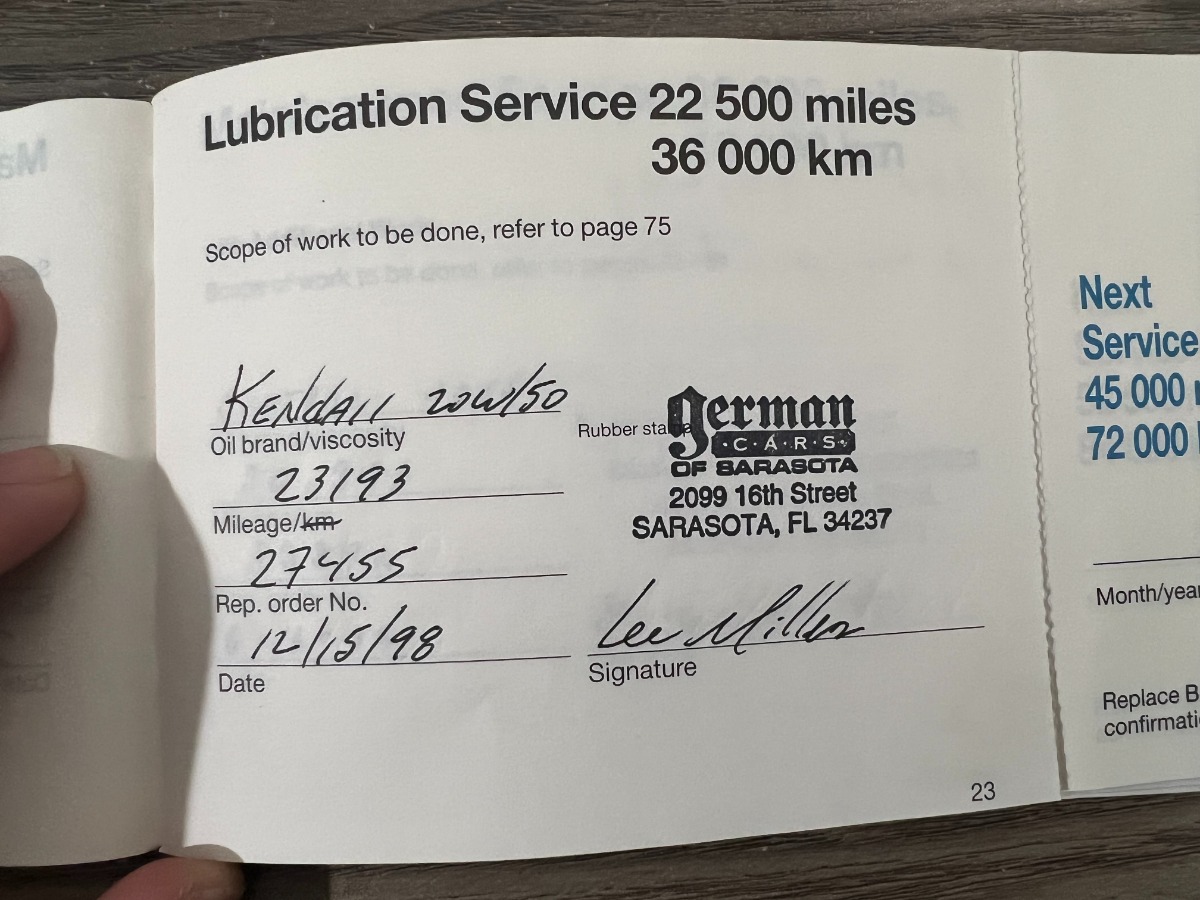 Lubrication Service 22 500 miles
36 000 km
Scope of work to be done, refer to page 75
KENdAll 20W/50
Oil brand/viscosity
23193
Mileage/km
27455
Rep. order No.
12/15/98
Date
Rubber stamp
German
·C·A·R·S·
OF SARASOTA
2099 16th Street
SARASOTA, FL 34237
Lee Miller
Signature
23
Next
Service
45 000
72 000
Month/year
Replace B
confirmati